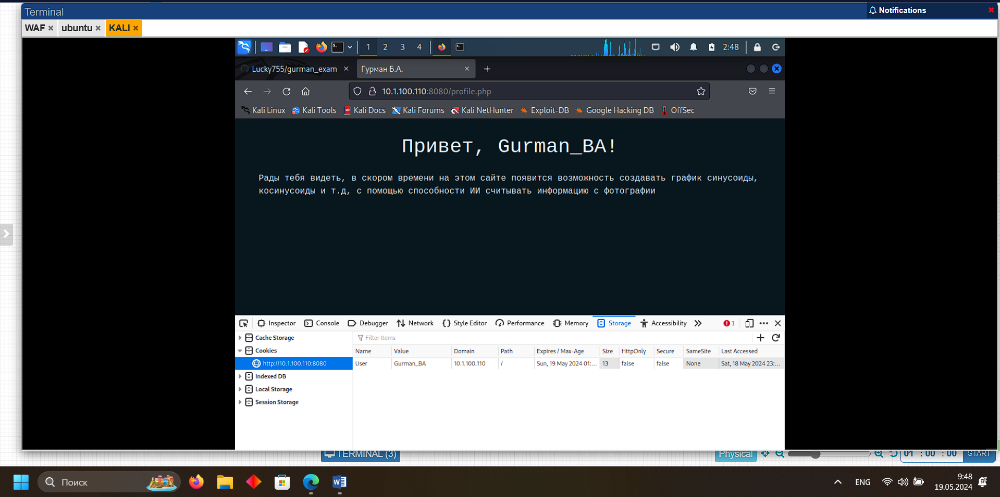 Terminal
Notifications
WAF
ubuntu
KALI
1 2 3 4
2:48
Lucky755/gurman_exam
Гурман Б.А.
10.1.100.110:8080/profile.php
Kali Linux
Kali Tools
Kali Docs
Kali Forums
Kali NetHunter
Exploit-DB
Google Hacking DB
OffSec
Привет, Gurman_BA!
Рады тебя видеть, в скором времени на этом сайте появится возможность создавать график синусоиды,
косинусоиды и т.д, с помощью способности ИИ считывать информацию с фотографии
Inspector
Console
Debugger
Network
Style Editor
Performance
Memory
Storage
Accessibility
1
Cache Storage
Cookies
http://10.1.100.110:8080
Indexed DB
Local Storage
Session Storage
Filter Items
Name Value Domain Path Expires / Max-Age Size HttpOnly Secure SameSite Last Accessed
User Gurman_BA 10.1.100.110 / Sun, 19 May 2024 01:... 13 false false None Sat, 18 May 2024 23:...
TERMINAL (3)
Physical
01 : 00 : 00
START
Поиск
ENG
9:48
19.05.2024